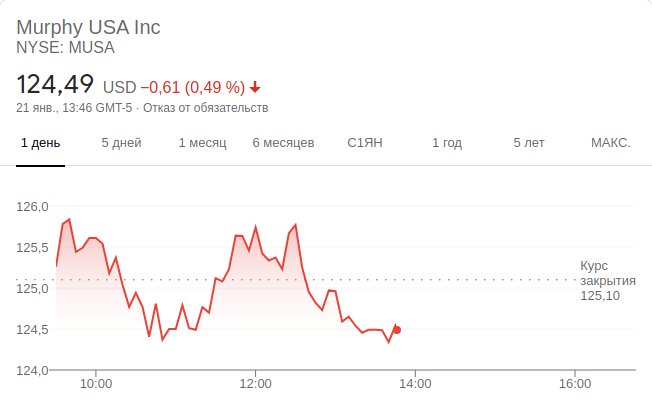 Murphy USA Inc
NYSE: MUSA
124,49 USD −0,61 (0,49 %)
21 янв., 13:46 GMT-5 · Отказ от обязательств
1 день 5 дней 1 месяц 6 месяцев С1ЯН 1 год 5 лет МАКС.
126,0
125,5
Курс
закрытия
125,10
125,0
124,5
124,0
10:00 12:00 14:00 16:00